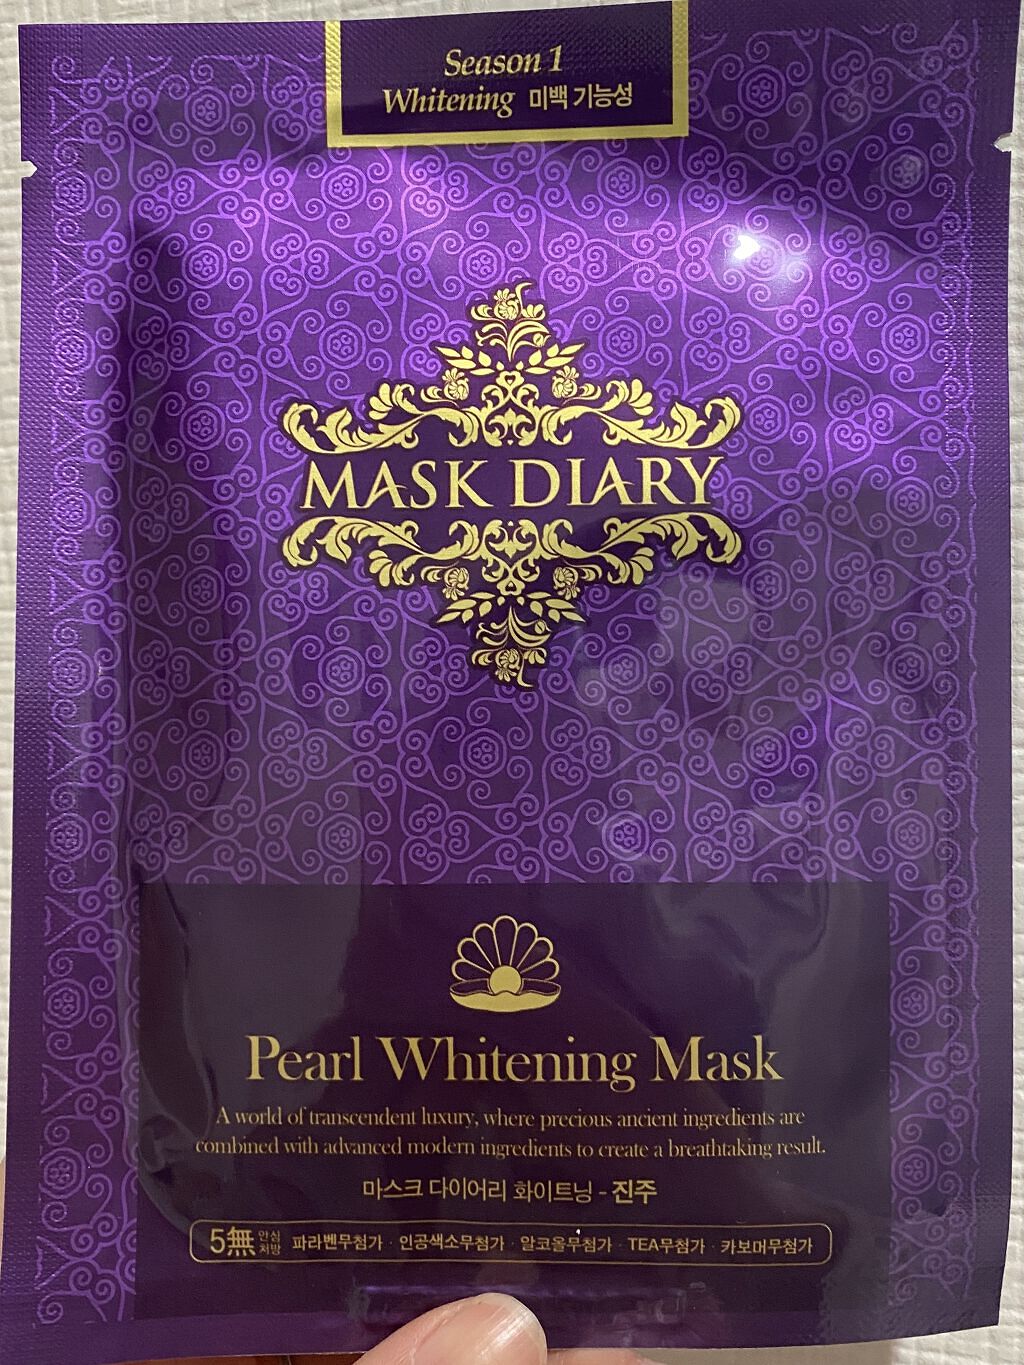 Season 1
Whitening 미백 기능성
MASK DIARY
Pearl Whitening Mask
A world of transcendent luxury, where precious ancient ingredients are
combined with advanced modern ingredients to create a breathtaking result.
마스크 다이어리 화이트닝 - 진주
5無 안심처방 파라벤무첨가 · 인공색소무첨가 · 알코올무첨가 · TEA무첨가 · 카보머무첨가